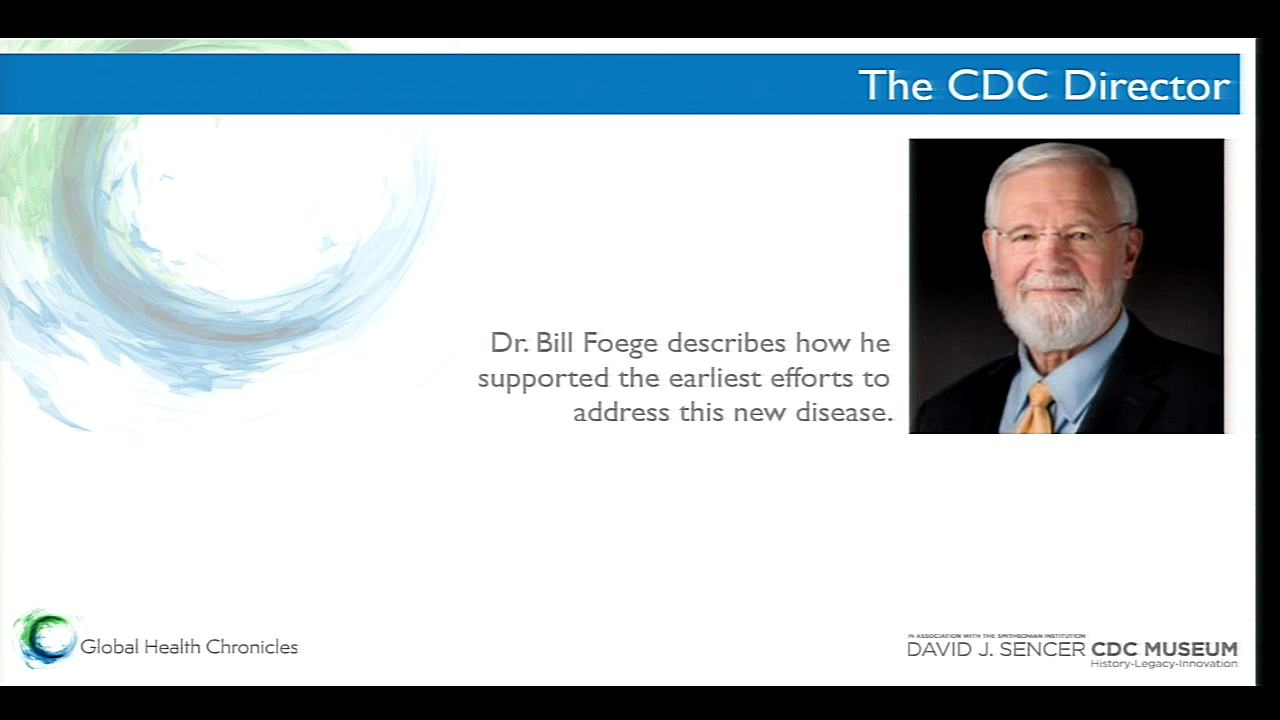 The CDC Director
Dr. Bill Foege describes how he
supported the earliest efforts to
address this new disease.
Global Health Chronicles
IN ASSOCIATION WITH THE SMITHSONIAN INSTITUTION
DAVID J. SENCER CDC MUSEUM
History-Legacy-Innovation